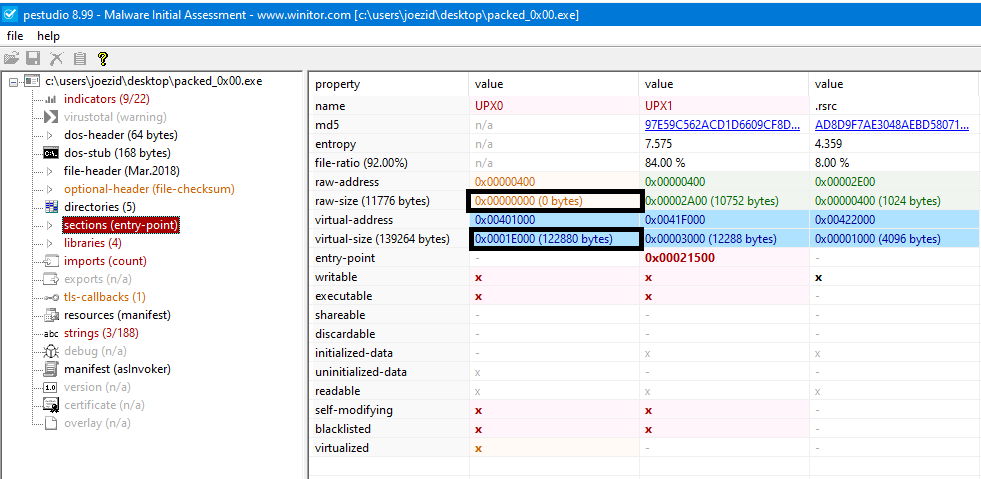 pestudio 8.99 - Malware Initial Assessment - www.winitor.com [c:\users\joezid\desktop\packed_0x00.exe]
file help
c:\users\joezid\desktop\packed_0x00.exe
indicators (9/22)
virustotal (warning)
dos-header (64 bytes)
dos-stub (168 bytes)
file-header (Mar.2018)
optional-header (file-checksum)
directories (5)
sections (entry-point)
libraries (4)
imports (count)
exports (n/a)
tls-callbacks (1)
resources (manifest)
abc strings (3/188)
debug (n/a)
manifest (asInvoker)
1.0 version (n/a)
certificate (n/a)
overlay (n/a)
property value value value
name UPX0 UPX1 .rsrc
md5 n/a 97E59C562ACD1D6609CF8D... AD8D9F7AE3048AEBD58071...
entropy n/a 7.575 4.359
file-ratio (92.00%) n/a 84.00 % 8.00 %
raw-address 0x00000400 0x00000400 0x00002E00
raw-size (11776 bytes) 0x00000000 (0 bytes) 0x00002A00 (10752 bytes) 0x00000400 (1024 bytes)
virtual-address 0x00401000 0x0041F000 0x00422000
virtual-size (139264 bytes) 0x0001E000 (122880 bytes) 0x00003000 (12288 bytes) 0x00001000 (4096 bytes)
entry-point - 0x00021500 -
writable x x x
executable x x -
shareable - - -
discardable - - -
initialized-data - x x
uninitialized-data x - -
readable x x x
self-modifying x x -
blacklisted x x -
virtualized x - -